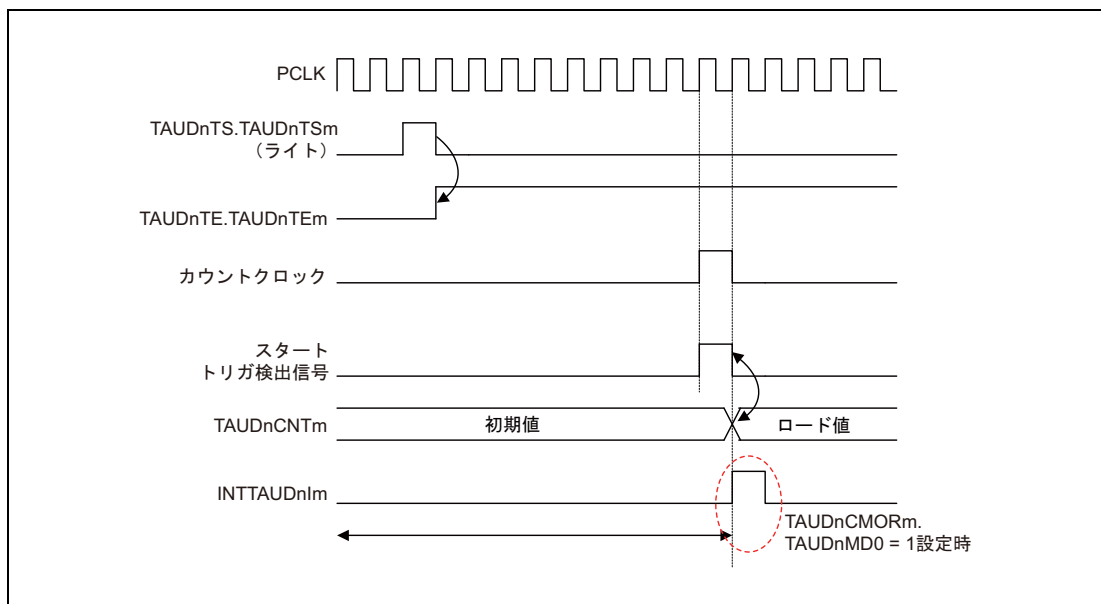 PCLK
TAUDnTS.TAUDnTSm
（ライト）
TAUDnTE.TAUDnTEm
カウントクロック
スタート
トリガ検出信号
TAUDnCNTm
初期値
ロード値
INTTAUDnIm
TAUDnCMORm.
TAUDnMD0 = 1設定時